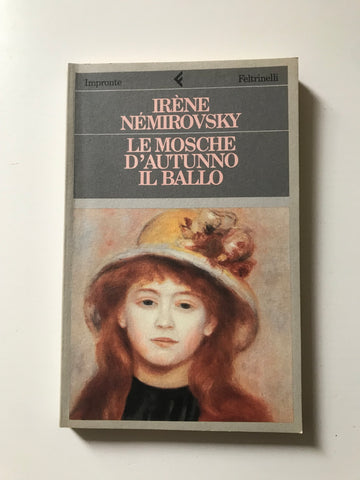 Impronte Feltrinelli
IRÈNE
NÉMIROVSKY
LE MOSCHE
D'AUTUNNO
IL BALLO